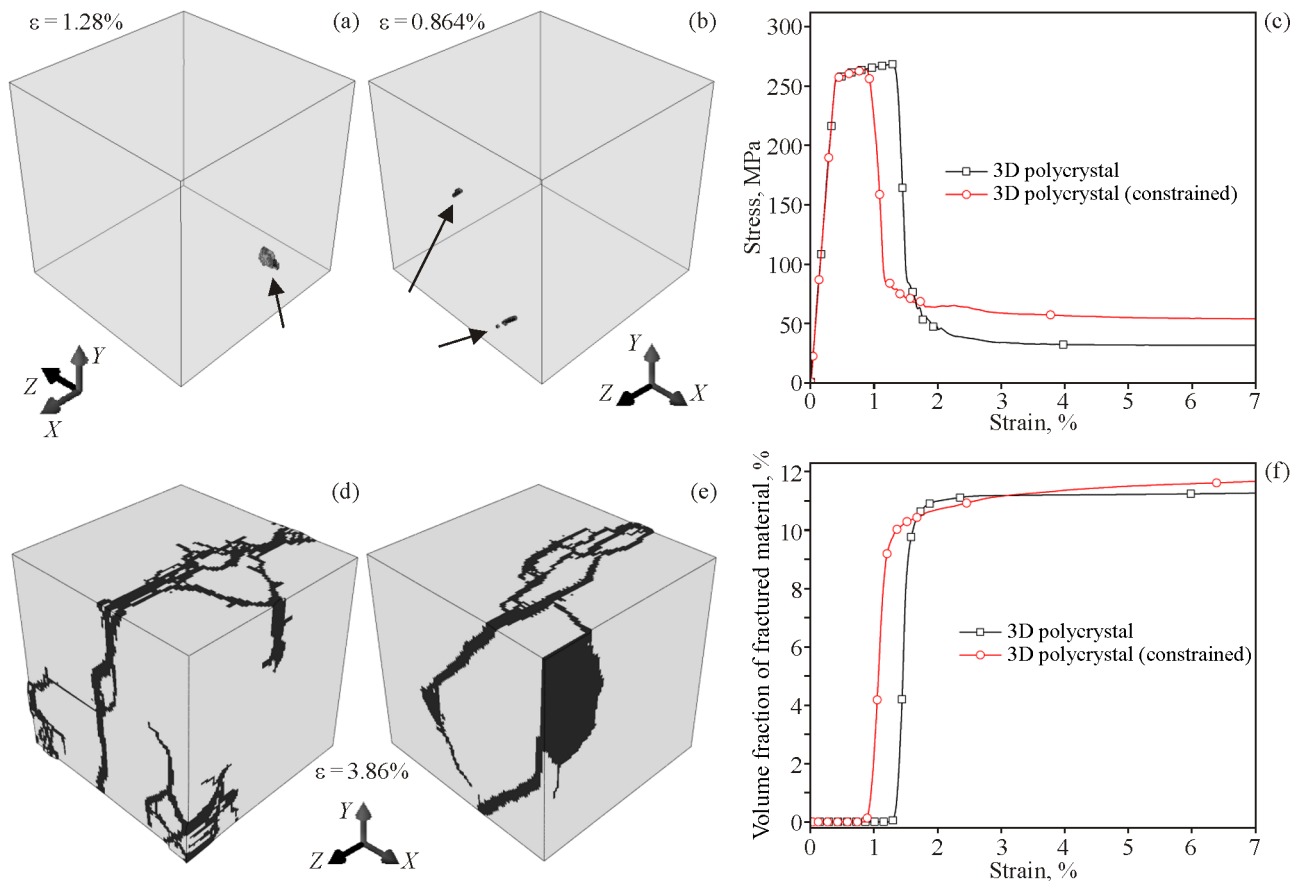 ε = 1.28%
(a)
Y
Z
X
ε = 0.864%
(b)
Y
Z
X
(c)
Stress, MPa
300
250
200
150
100
50
0
3D polycrystal
3D polycrystal (constrained)
0 1 2 3 4 5 6 7
Strain, %
(d)
(e)
ε = 3.86%
Y
Z
X
(f)
Volume fraction of fractured material, %
12
10
8
6
4
2
0
3D polycrystal
3D polycrystal (constrained)
0 1 2 3 4 5 6 7
Strain, %